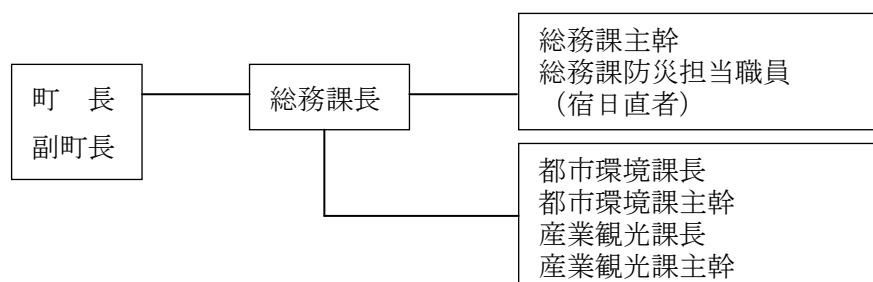 町　長
副町長
総務課長
総務課主幹
総務課防災担当職員
（宿日直者）
都市環境課長
都市環境課主幹
産業観光課長
産業観光課主幹